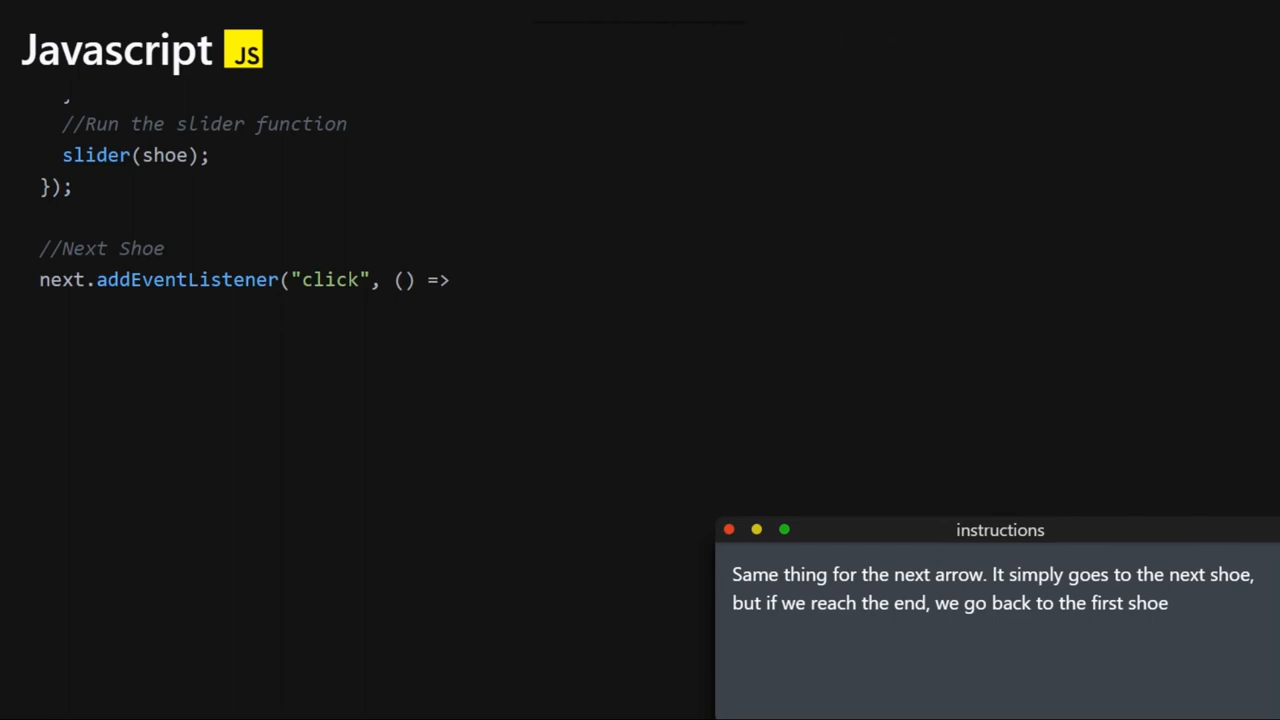 Javascript JS
//Run the slider function
slider(shoe);
});
//Next Shoe
next.addEventListener("click", () =>
instructions
Same thing for the next arrow. It simply goes to the next shoe,
but if we reach the end, we go back to the first shoe